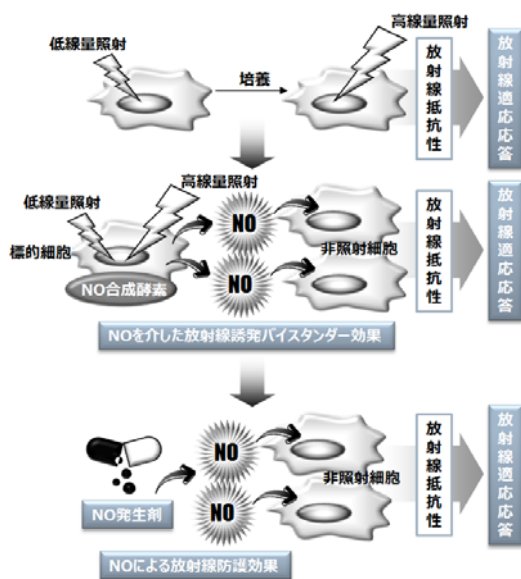 低線量照射
高線量照射
培養
放射線抵抗性
放射線適応応答
低線量照射
高線量照射
標的細胞
NO合成酵素
NO
NO
非照射細胞
放射線抵抗性
放射線適応応答
NOを介した放射線誘発バイスタンダー効果
NO発生剤
NO
NO
非照射細胞
放射線抵抗性
放射線適応応答
NOによる放射線防護効果